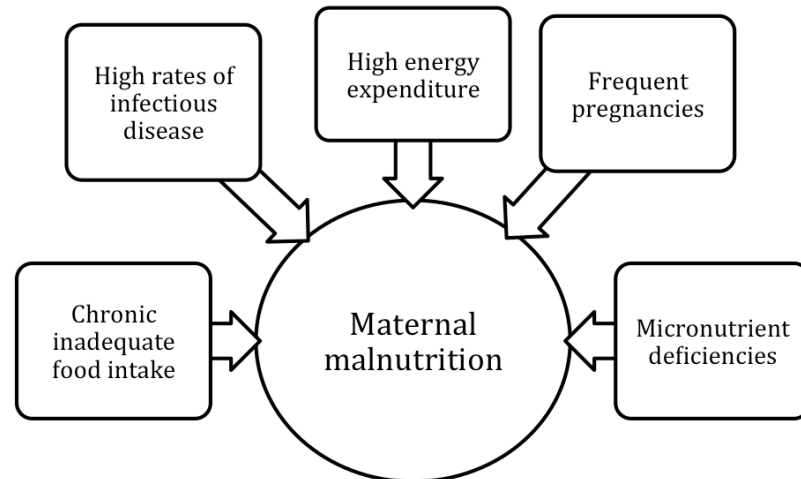 High rates of
infectious
disease
High energy
expenditure
Frequent
pregnancies
Chronic
inadequate
food intake
Maternal
malnutrition
Micronutrient
deficiencies